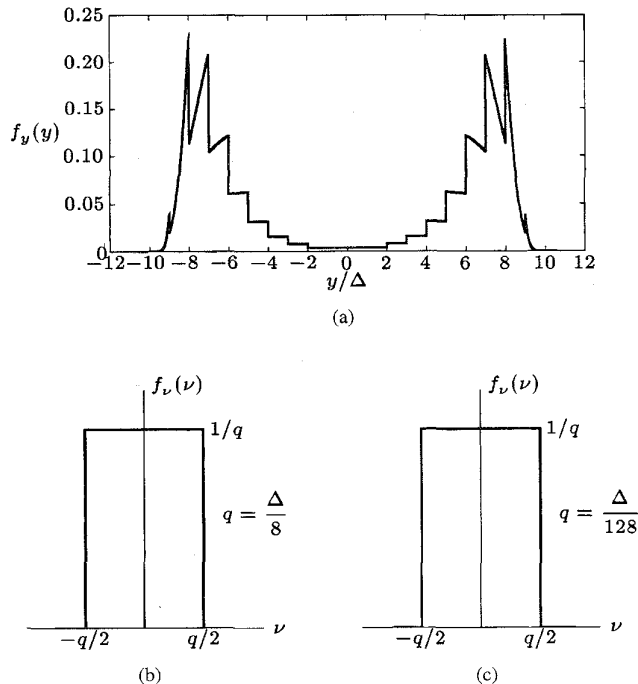 0.25
0.20
0.15
f_y(y)
0.10
0.05
0
−12 −10 −8 −6 −4 −2 0 2 4 6 8 10 12
y/Δ
(a)
f_ν(ν)
1/q
q = Δ/8
−q/2 q/2 ν
(b)
f_ν(ν)
1/q
q = Δ/128
−q/2 q/2 ν
(c)